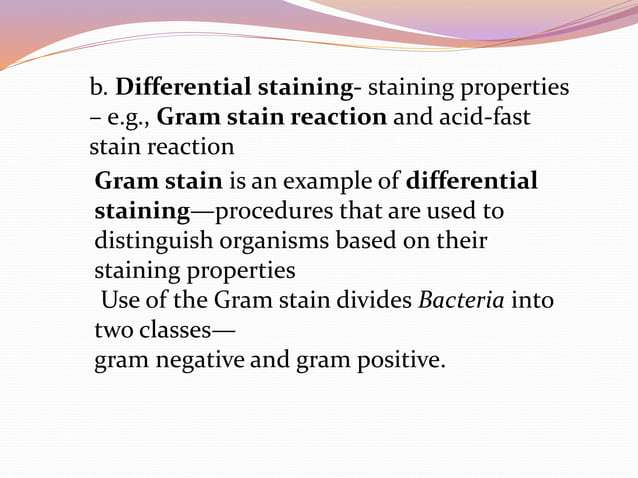 b. Differential staining- staining properties
– e.g., Gram stain reaction and acid-fast
stain reaction
Gram stain is an example of differential
staining—procedures that are used to
distinguish organisms based on their
staining properties
Use of the Gram stain divides Bacteria into
two classes—
gram negative and gram positive.